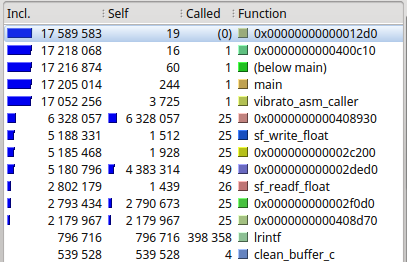 Incl. Self Called Function
17 589 583 19 (0) 0x00000000000012d0
17 218 068 16 1 0x0000000000400c10
17 216 874 60 1 (below main)
17 205 014 244 1 main
17 052 256 3 725 1 vibrato_asm_caller
6 328 057 6 328 057 25 0x0000000000408930
5 188 331 1 512 25 sf_write_float
5 185 468 1 928 25 0x000000000002c200
5 180 796 4 383 314 49 0x000000000002ded0
2 802 179 1 439 26 sf_readf_float
2 793 434 2 790 673 25 0x000000000002f0d0
2 179 967 2 179 967 25 0x0000000000408d70
796 716 796 716 398 358 lrintf
539 528 539 528 4 clean_buffer_c